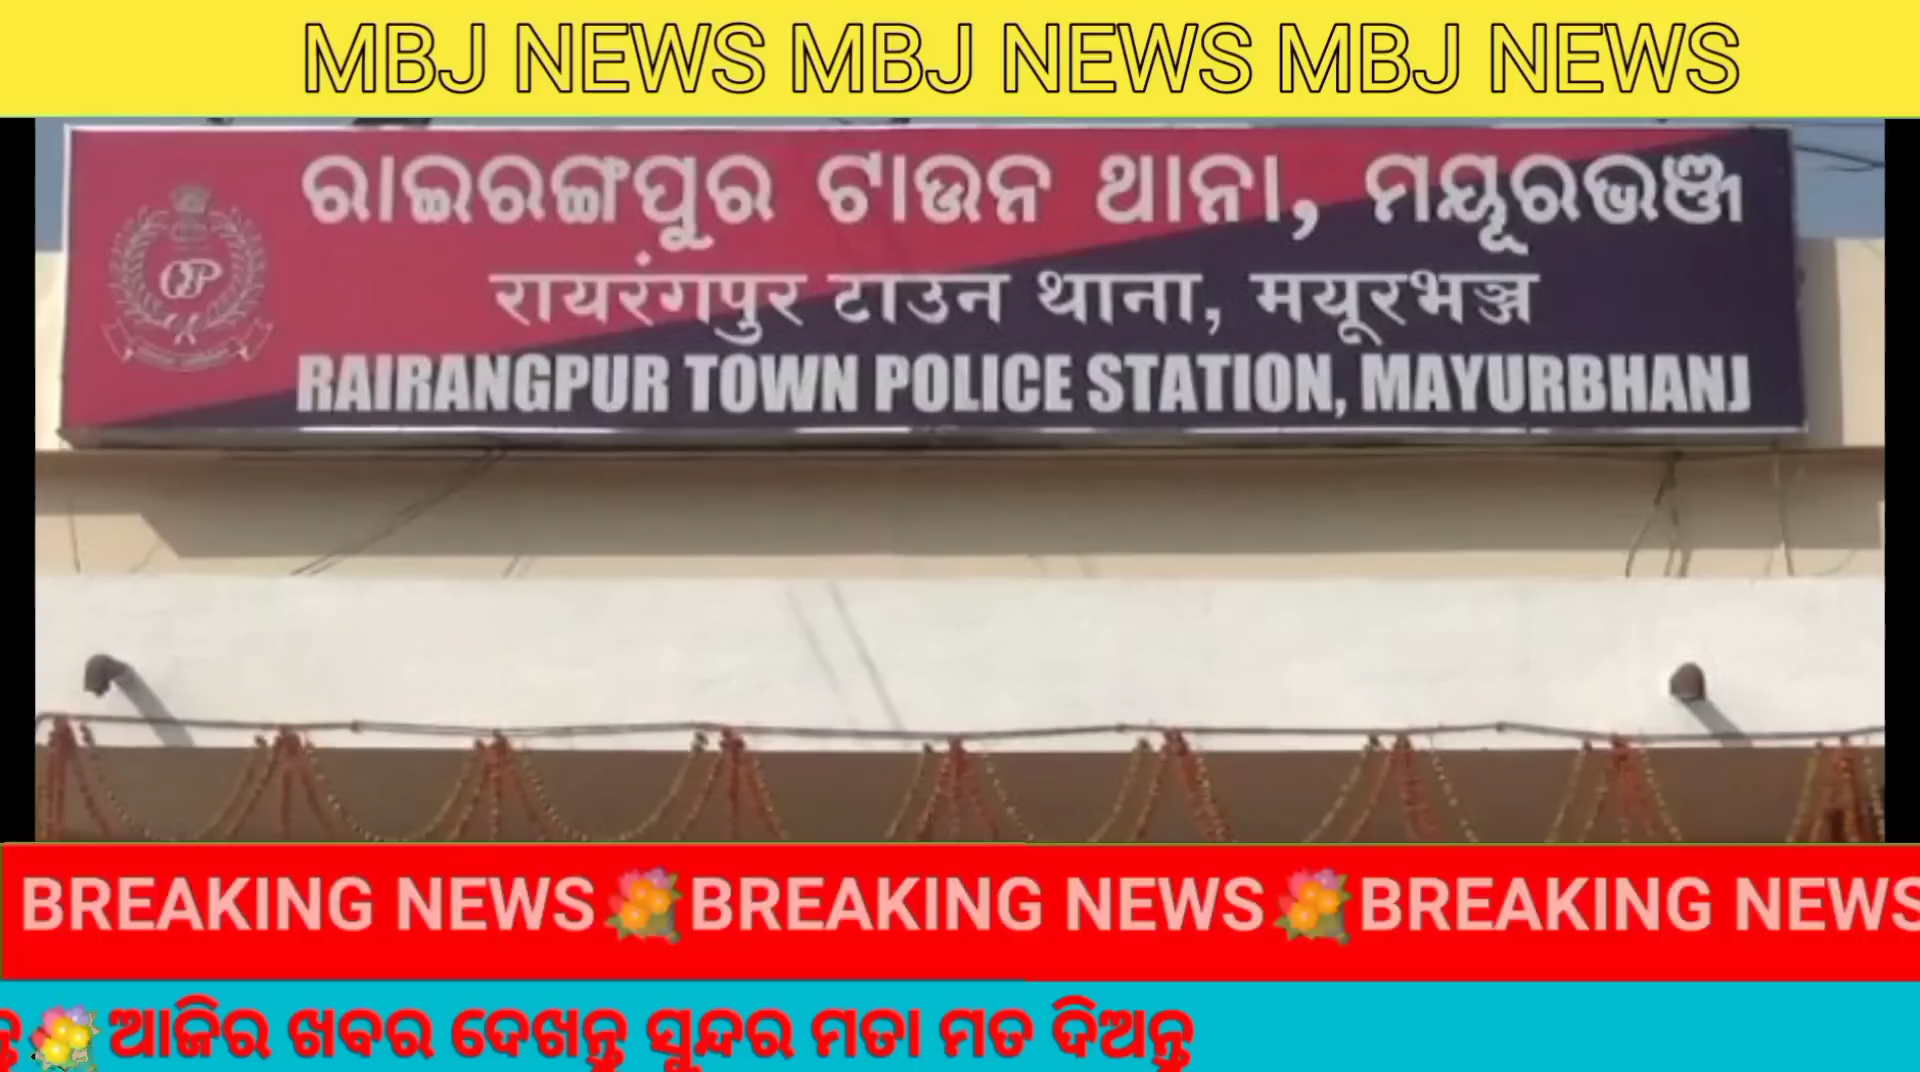 MBJ NEWS MBJ NEWS MBJ NEWS
ରାଇରଙ୍ଗପୁର ଟାଉନ ଥାନା, ମୟୂରଭଞ୍ଜ
रायरंगपुर टाउन थाना, मयूरभञ्ज
OP
RAIRANGPUR TOWN POLICE STATION, MAYURBHANJ
BREAKING NEWS💐BREAKING NEWS💐BREAKING NEWS
💐ଆଜିର ଖବର ଦେଖନ୍ତୁ ସୁନ୍ଦର ମତା ମତ ଦିଅନ୍ତୁ